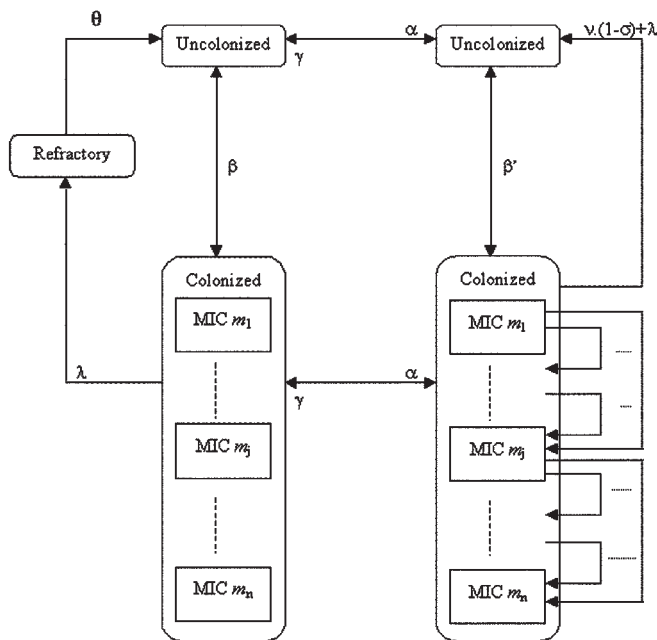 θ
Uncolonized
α
γ
Uncolonized
ν.(1-σ)+λ
Refractory
β
β'
Colonized
MIC m1
Colonized
MIC m1
.....
λ
γ
α
....
MIC mj
MIC mj
.......
........
......
MIC mn
MIC mn